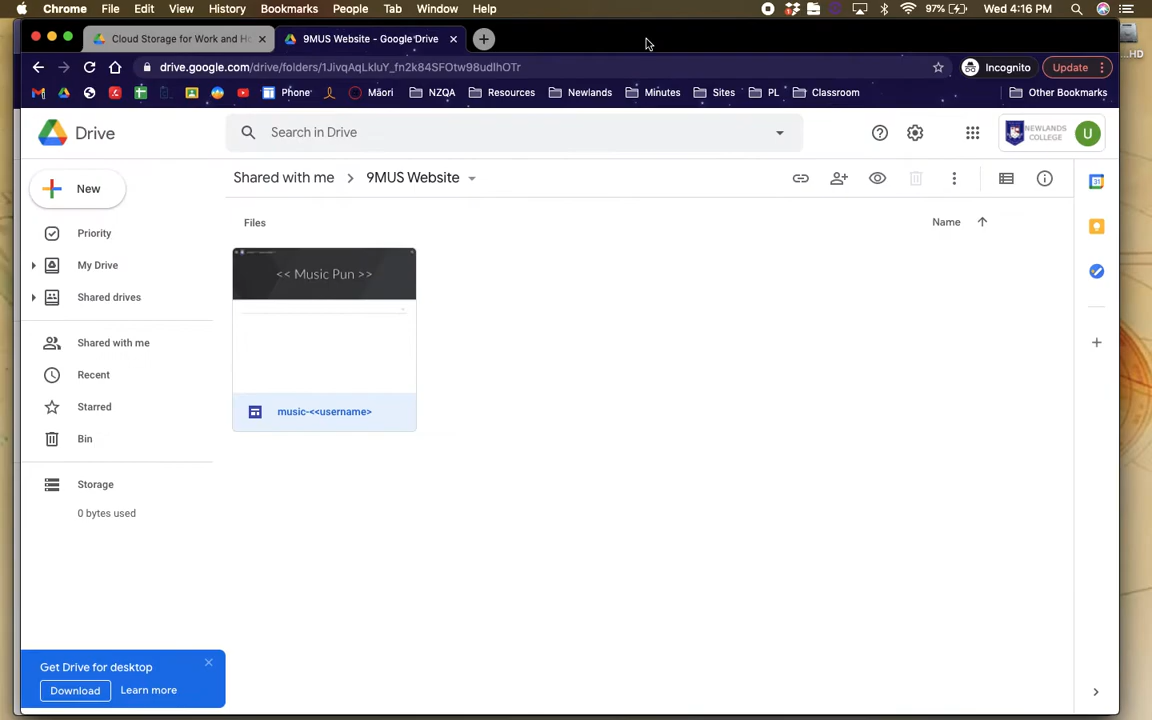 Chrome File Edit View History Bookmarks People Tab Window Help 97% Wed 4:16 PM
HD
Cloud Storage for Work and Ho
9MUS Website - Google Drive
drive.google.com/drive/folders/1JivqAqLkluY_fn2k84SFOtw98udlhOTr
Incognito
Update
Phone Māori NZQA Resources Newlands Minutes Sites PL Classroom Other Bookmarks
Drive
Search in Drive
NEWLANDS
COLLEGE
U
New
Shared with me
9MUS Website
Files
Name
Priority
My Drive
Shared drives
Shared with me
Recent
Starred
Bin
Storage
0 bytes used
<< Music Pun >>
music-<<username>
31
Get Drive for desktop
Download
Learn more